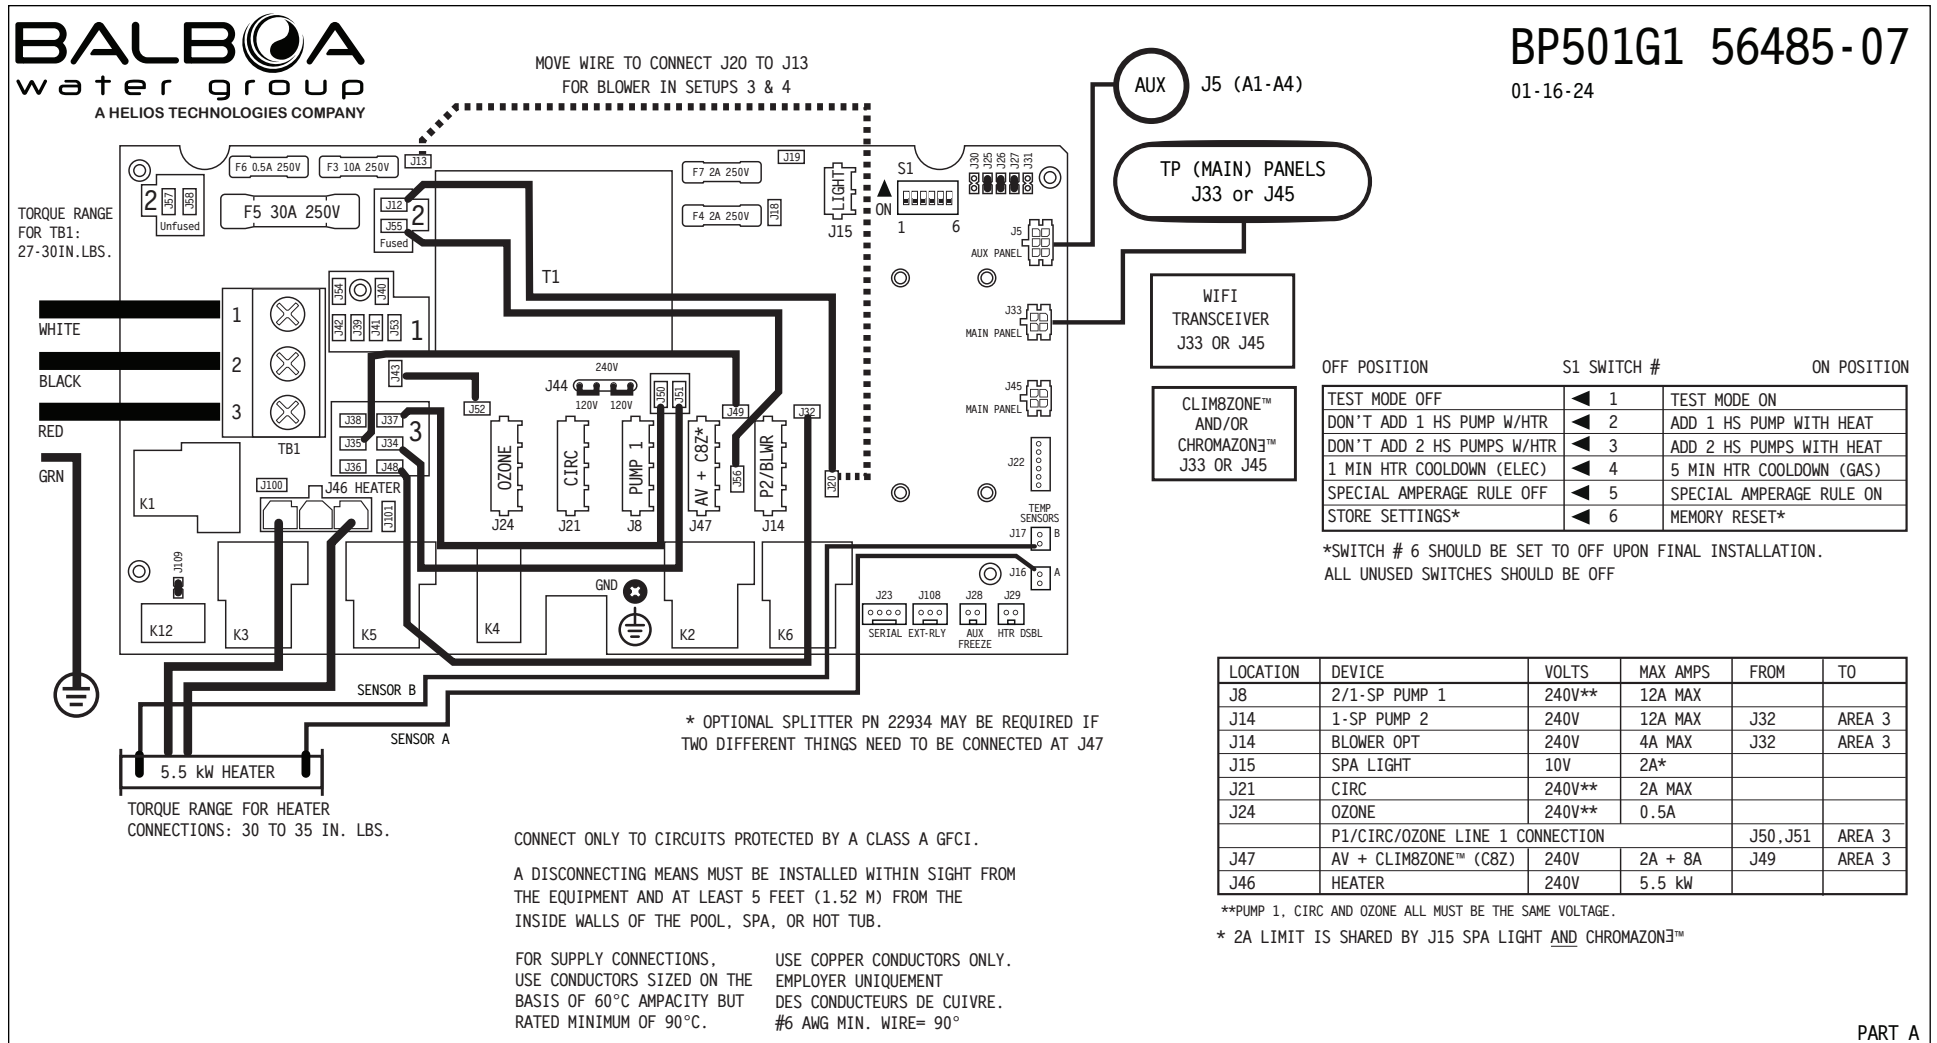 BALBOA
water group
A HELIOS TECHNOLOGIES COMPANY
MOVE WIRE TO CONNECT J20 TO J13
FOR BLOWER IN SETUPS 3 & 4
AUX
J5 (A1-A4)
BP501G1 56485-07
01-16-24
TP (MAIN) PANELS
J33 or J45
WIFI
TRANSCEIVER
J33 OR J45
CLIM8ZONE™
AND/OR
CHROMAZONƎ™
J33 OR J45
TORQUE RANGE
FOR TB1:
27-30IN.LBS.
WHITE
BLACK
RED
GRN
2
J57
J58
Unfused
F6 0.5A 250V
F3 10A 250V
J13
F5 30A 250V
J12
J55
2
Fused
F7 2A 250V
F4 2A 250V
J19
J18
LIGHT
J15
S1
ON
1
6
J30
J25
J26
J27
J31
J5
AUX PANEL
J33
MAIN PANEL
J45
MAIN PANEL
J22
TEMP
SENSORS
J17
B
J16
A
T1
1
2
3
TB1
J54
J40
J42
J39
J41
J53
1
J43
J52
J44
240V
120V
120V
J50
J51
J49
J32
J38
J37
J35
J34
J36
J48
3
OZONE
J24
CIRC
J21
PUMP 1
J8
AV + C8Z*
J47
J56
P2/BLWR
J14
J20
J100
J46 HEATER
J101
K1
J109
K12
K3
K5
K4
GND
K2
K6
J23
SERIAL
J108
EXT-RLY
J28
AUX
FREEZE
J29
HTR DSBL
SENSOR B
SENSOR A
5.5 kW HEATER
TORQUE RANGE FOR HEATER
CONNECTIONS: 30 TO 35 IN. LBS.
* OPTIONAL SPLITTER PN 22934 MAY BE REQUIRED IF
TWO DIFFERENT THINGS NEED TO BE CONNECTED AT J47
OFF POSITION S1 SWITCH # ON POSITION
TEST MODE OFF ◀ 1 TEST MODE ON
DON'T ADD 1 HS PUMP W/HTR ◀ 2 ADD 1 HS PUMP WITH HEAT
DON'T ADD 2 HS PUMPS W/HTR ◀ 3 ADD 2 HS PUMPS WITH HEAT
1 MIN HTR COOLDOWN (ELEC) ◀ 4 5 MIN HTR COOLDOWN (GAS)
SPECIAL AMPERAGE RULE OFF ◀ 5 SPECIAL AMPERAGE RULE ON
STORE SETTINGS* ◀ 6 MEMORY RESET*
*SWITCH # 6 SHOULD BE SET TO OFF UPON FINAL INSTALLATION.
ALL UNUSED SWITCHES SHOULD BE OFF
LOCATION DEVICE VOLTS MAX AMPS FROM TO
J8 2/1-SP PUMP 1 240V** 12A MAX
J14 1-SP PUMP 2 240V 12A MAX J32 AREA 3
J14 BLOWER OPT 240V 4A MAX J32 AREA 3
J15 SPA LIGHT 10V 2A*
J21 CIRC 240V** 2A MAX
J24 OZONE 240V** 0.5A
P1/CIRC/OZONE LINE 1 CONNECTION J50,J51 AREA 3
J47 AV + CLIM8ZONE™ (C8Z) 240V 2A + 8A J49 AREA 3
J46 HEATER 240V 5.5 kW
**PUMP 1, CIRC AND OZONE ALL MUST BE THE SAME VOLTAGE.
* 2A LIMIT IS SHARED BY J15 SPA LIGHT AND CHROMAZONƎ™
CONNECT ONLY TO CIRCUITS PROTECTED BY A CLASS A GFCI.
A DISCONNECTING MEANS MUST BE INSTALLED WITHIN SIGHT FROM
THE EQUIPMENT AND AT LEAST 5 FEET (1.52 M) FROM THE
INSIDE WALLS OF THE POOL, SPA, OR HOT TUB.
FOR SUPPLY CONNECTIONS,
USE CONDUCTORS SIZED ON THE
BASIS OF 60°C AMPACITY BUT
RATED MINIMUM OF 90°C.
USE COPPER CONDUCTORS ONLY.
EMPLOYER UNIQUEMENT
DES CONDUCTEURS DE CUIVRE.
#6 AWG MIN. WIRE= 90°
PART A